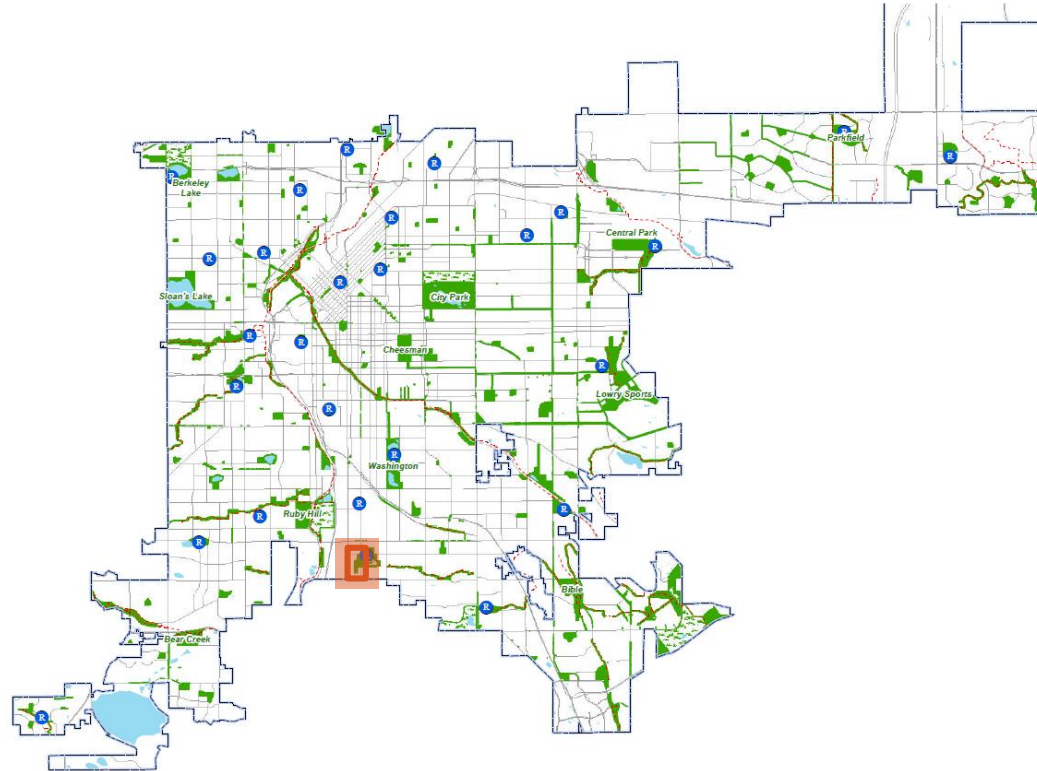 R
Parkfield
R
R
R
R
Berkeley
Lake
R
R
R
R
Central Park
R
R
R
R
R
R
Sloan's Lake
City Park
R
R
Cheesman
R
R
Lowry Sports
R
R
Washington
R
R
Ruby Hill
R
R
R
Bible
R
Bear Creek
R